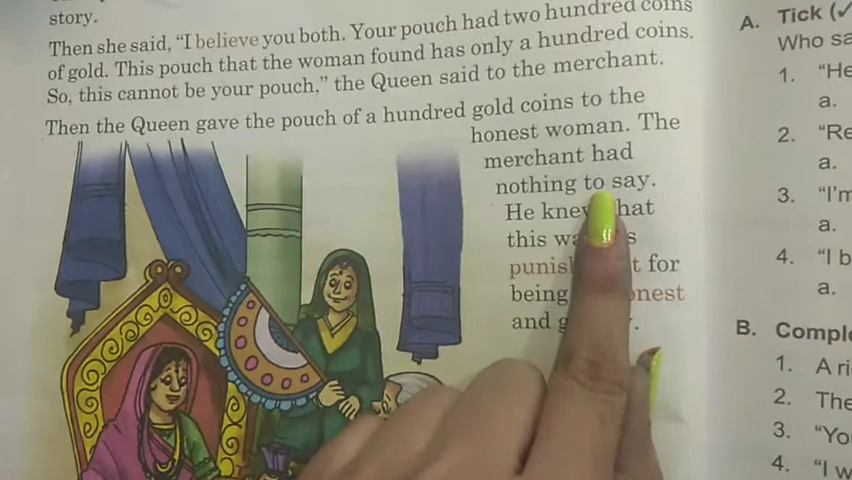 story.
Then she said, "I believe you both. Your pouch had two hundred coins
of gold. This pouch that the woman found has only a hundred coins.
So, this cannot be your pouch," the Queen said to the merchant.
Then the Queen gave the pouch of a hundred gold coins to the
honest woman. The
merchant had
nothing to say.
He knew that
this
for
being
and
A. Tick (✓
Who sa
1. "He
a.
2. "Re
a.
3. "I'm
a.
4. "I b
a.
B. Comple
1. A ri
2. The
3. "Yo
4. "I w